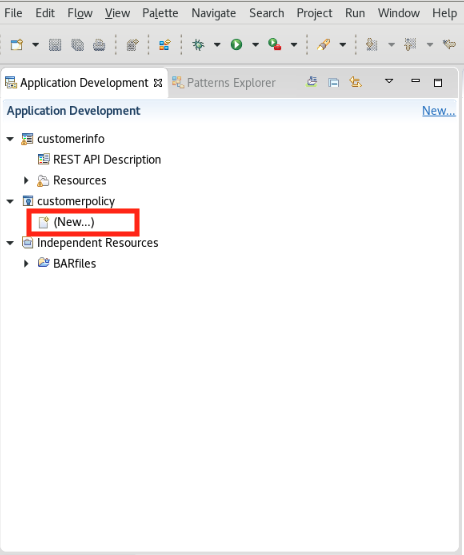 File Edit Flow View Palette Navigate Search Project Run Window Help
Application Development Patterns Explorer
Application Development New...
customerinfo
REST API Description
Resources
customerpolicy
(New...)
Independent Resources
BARfiles